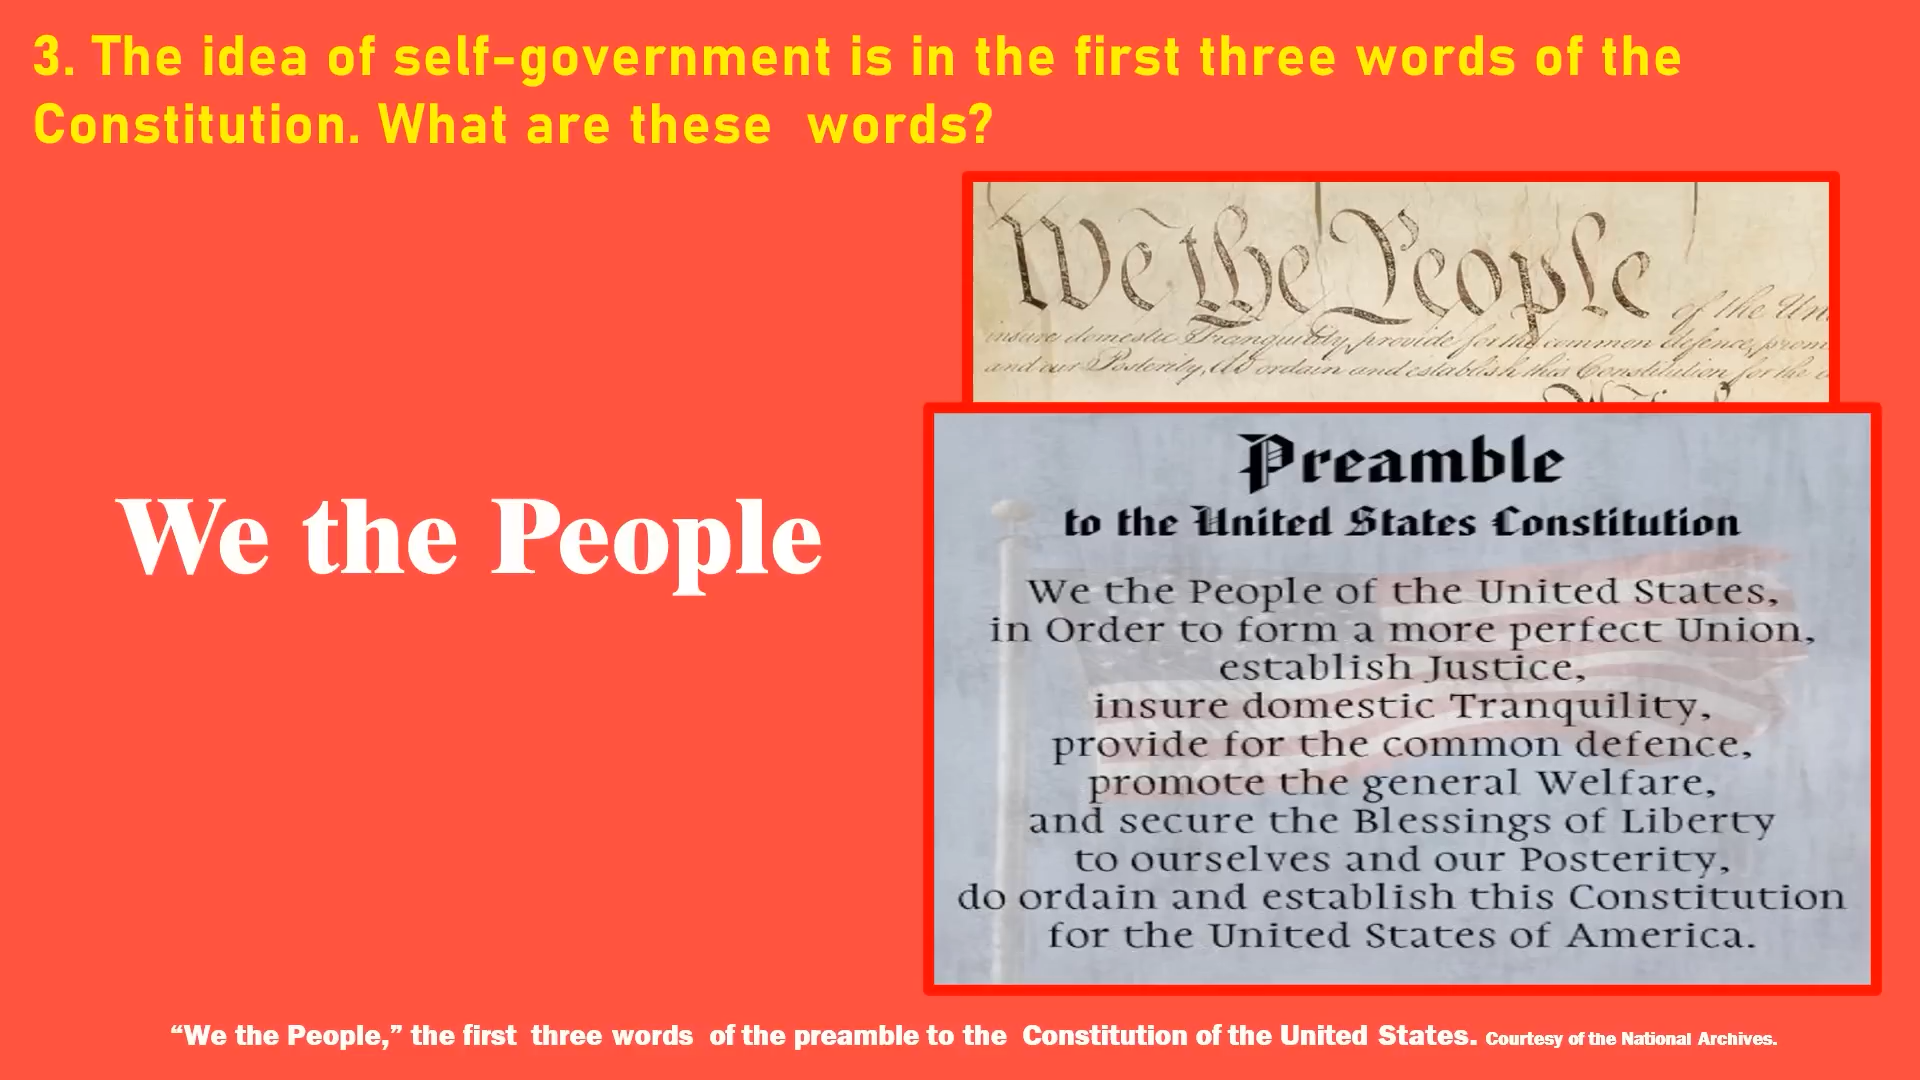 3. The idea of self-government is in the first three words of the
Constitution. What are these words?
We the People
We the People
of the Un
insure domestic Tranquility, provide for the common defence, prom
and our Posterity, do ordain and establish this Constitution for the
Preamble
to the United States Constitution
We the People of the United States,
in Order to form a more perfect Union,
establish Justice,
insure domestic Tranquility,
provide for the common defence,
promote the general Welfare,
and secure the Blessings of Liberty
to ourselves and our Posterity,
do ordain and establish this Constitution
for the United States of America.
“We the People,” the first three words of the preamble to the Constitution of the United States. Courtesy of the National Archives.